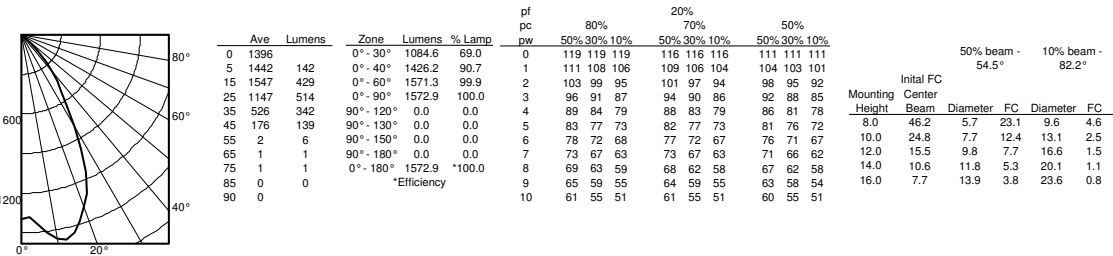 80°
60°
40°
600
1200
0°
20°
Ave Lumens
0 1396
5 1442 142
15 1547 429
25 1147 514
35 526 342
45 176 139
55 2 6
65 1 1
75 1 1
85 0 0
90 0
Zone Lumens % Lamp
0° - 30° 1084.6 69.0
0° - 40° 1426.2 90.7
0° - 60° 1571.3 99.9
0° - 90° 1572.9 100.0
90° - 120° 0.0 0.0
90° - 130° 0.0 0.0
90° - 150° 0.0 0.0
90° - 180° 0.0 0.0
0° - 180° 1572.9 *100.0
*Efficiency
pf 20%
pc 80% 70% 50%
pw 50% 30% 10% 50% 30% 10% 50% 30% 10%
0 119 119 119 116 116 116 111 111 111
1 111 108 106 109 106 104 104 103 101
2 103 99 95 101 97 94 98 95 92
3 96 91 87 94 90 86 92 88 85
4 89 84 79 88 83 79 86 81 78
5 83 77 73 82 77 73 81 76 72
6 78 72 68 77 72 67 76 71 67
7 73 67 63 73 67 63 71 66 62
8 69 63 59 68 62 58 67 62 58
9 65 59 55 64 59 55 63 58 54
10 61 55 51 61 55 51 60 55 51
50% beam - 10% beam -
54.5° 82.2°
Inital FC
Mounting Center
Height Beam Diameter FC Diameter FC
8.0 46.2 5.7 23.1 9.6 4.6
10.0 24.8 7.7 12.4 13.1 2.5
12.0 15.5 9.8 7.7 16.6 1.5
14.0 10.6 11.8 5.3 20.1 1.1
16.0 7.7 13.9 3.8 23.6 0.8